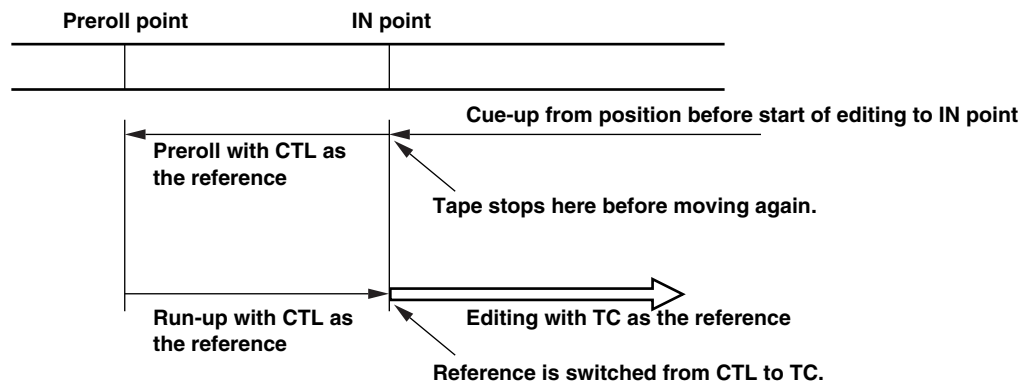 Preroll point
IN point
Cue-up from position before start of editing to IN point
Preroll with CTL as
the reference
Tape stops here before moving again.
Run-up with CTL as
the reference
Editing with TC as the reference
Reference is switched from CTL to TC.